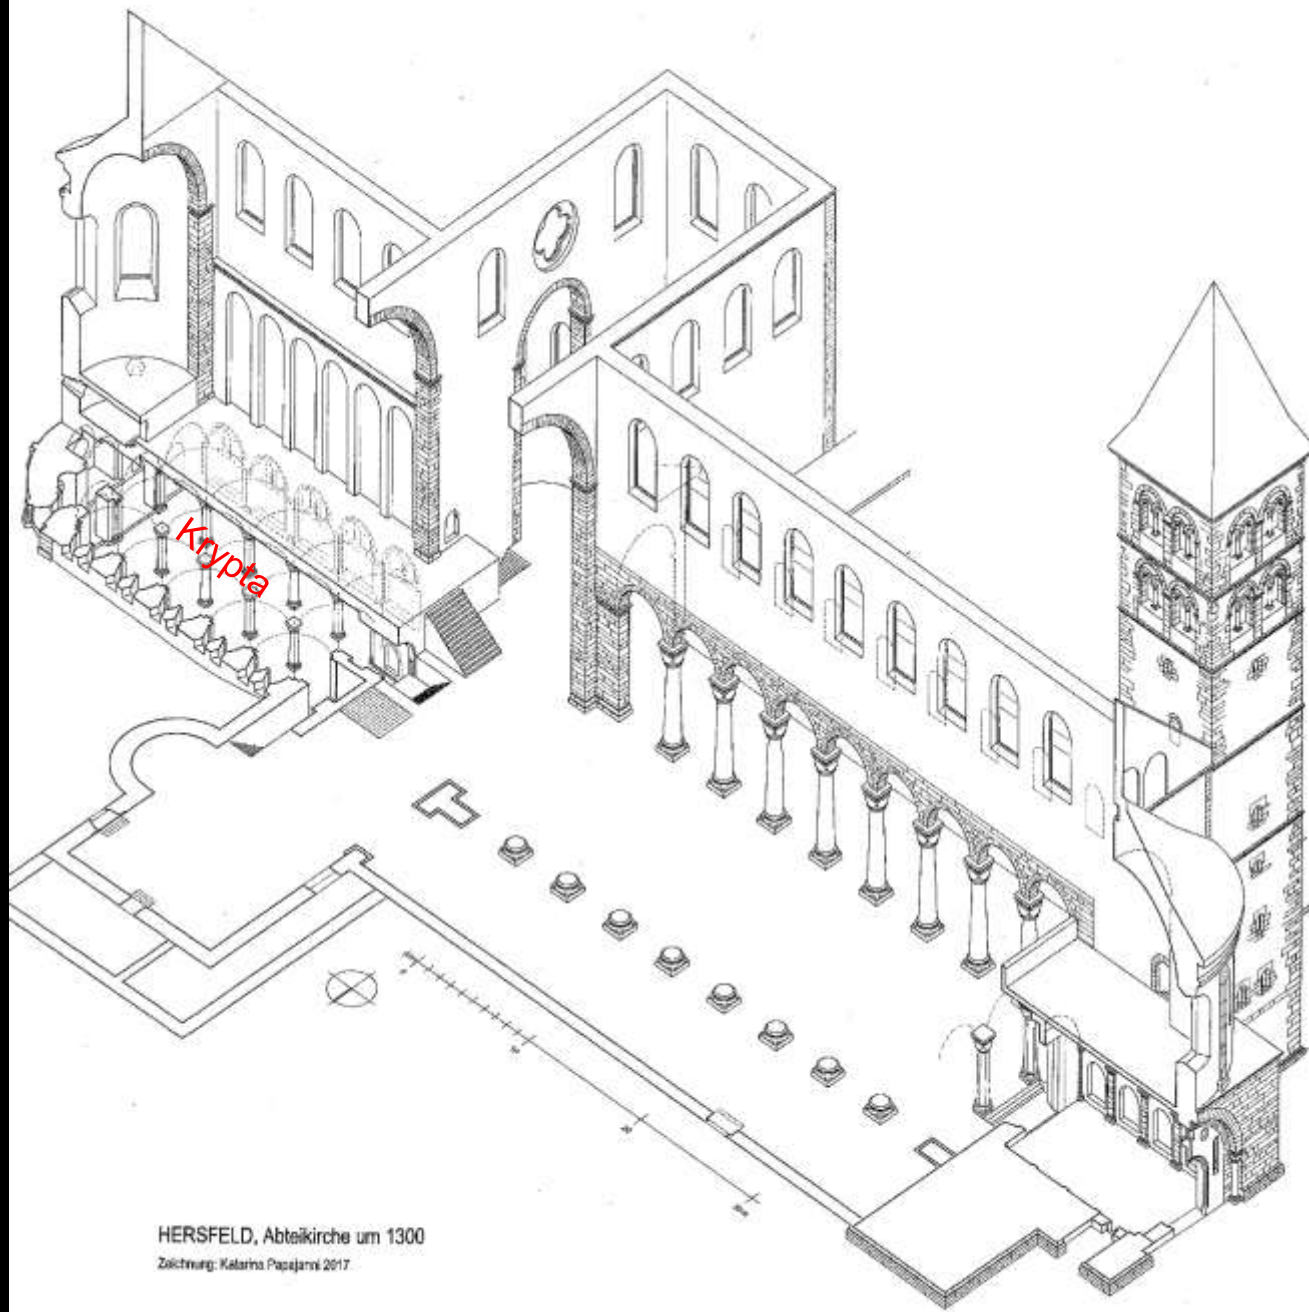 Krypta
HERSFELD, Abteikirche um 1300
Zeichnung: Katarina Papajanni 2017